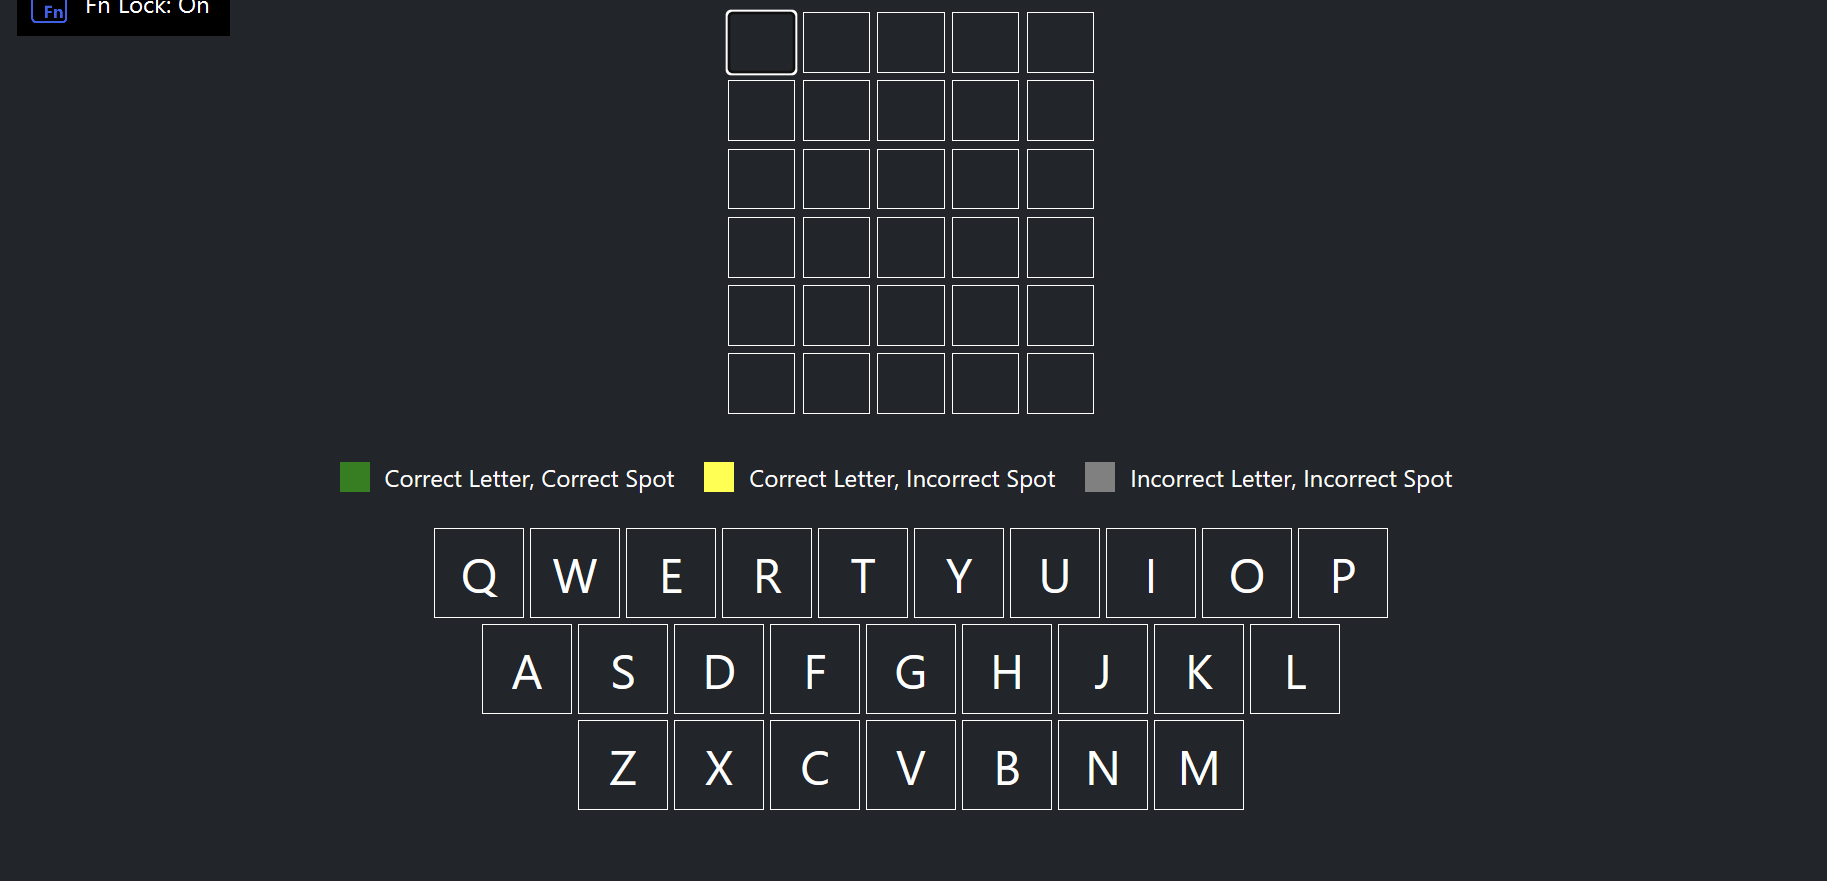 Fn Fn Lock: On
Correct Letter, Correct Spot Correct Letter, Incorrect Spot Incorrect Letter, Incorrect Spot
Q W E R T Y U I O P
A S D F G H J K L
Z X C V B N M